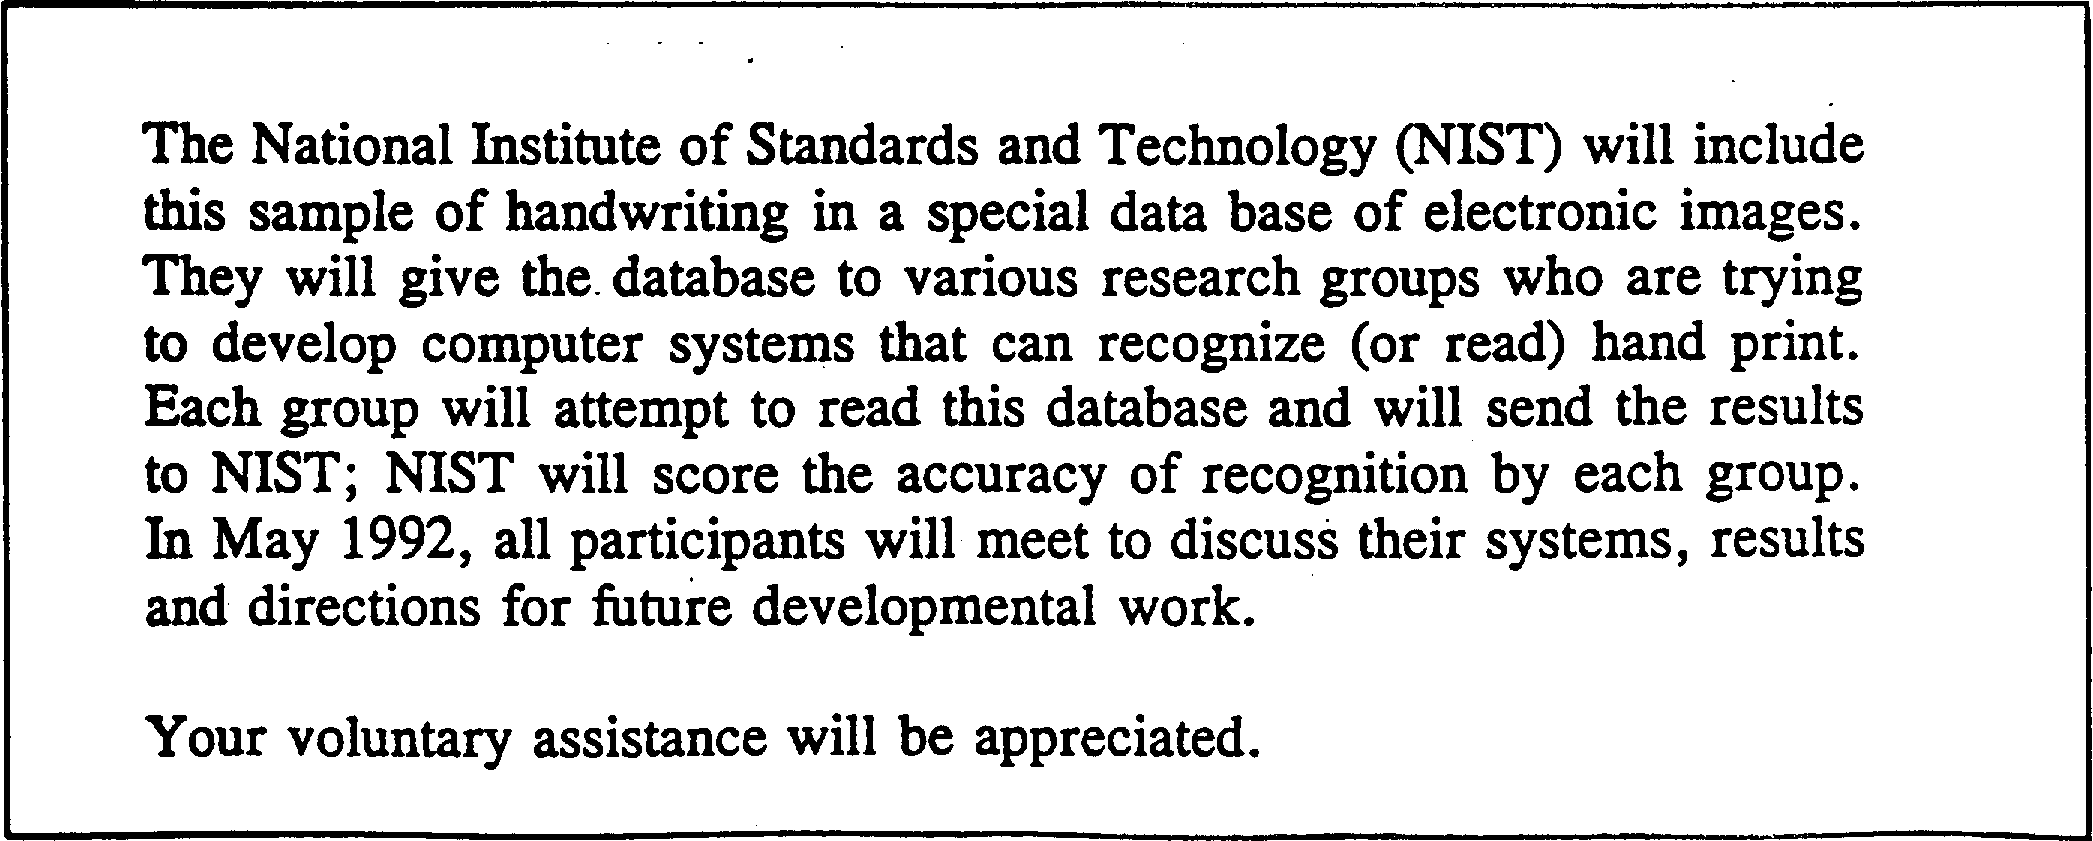 The National Institute of Standards and Technology (NIST) will include
this sample of handwriting in a special data base of electronic images.
They will give the database to various research groups who are trying
to develop computer systems that can recognize (or read) hand print.
Each group will attempt to read this database and will send the results
to NIST; NIST will score the accuracy of recognition by each group.
In May 1992, all participants will meet to discuss their systems, results
and directions for future developmental work.
Your voluntary assistance will be appreciated.